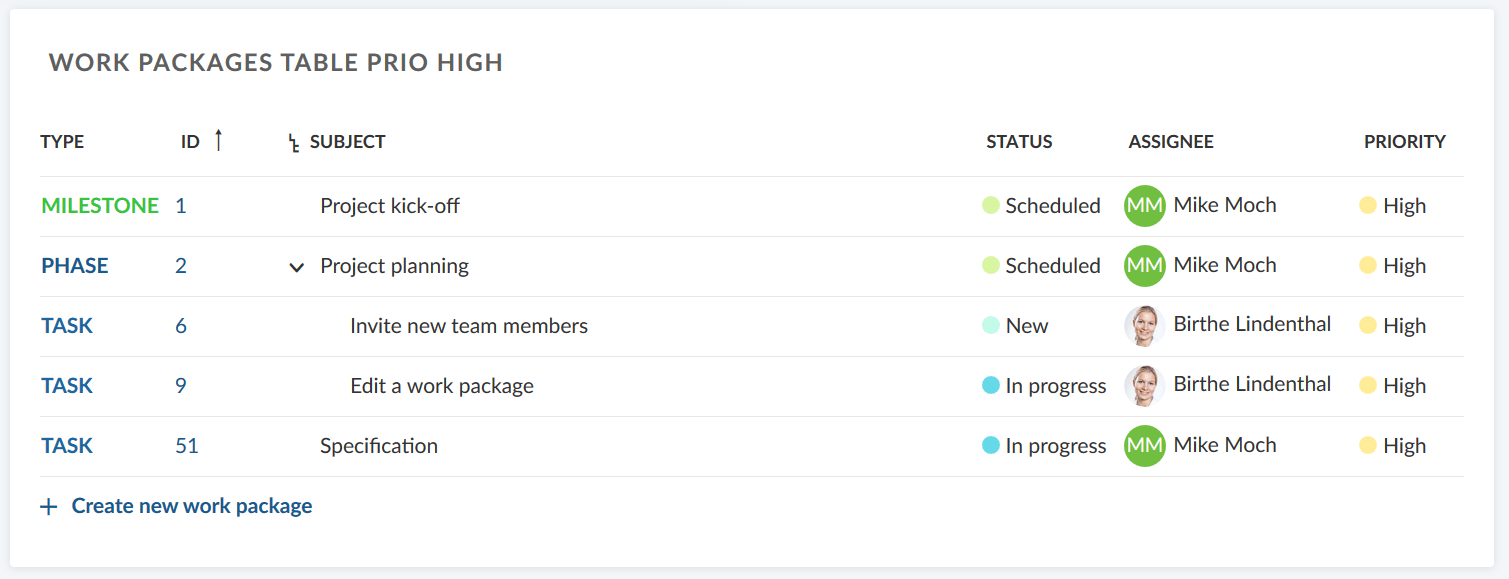 WORK PACKAGES TABLE PRIO HIGH
TYPE ID SUBJECT STATUS ASSIGNEE PRIORITY
MILESTONE 1 Project kick-off Scheduled MM Mike Moch High
PHASE 2 Project planning Scheduled MM Mike Moch High
TASK 6 Invite new team members New Birthe Lindenthal High
TASK 9 Edit a work package In progress Birthe Lindenthal High
TASK 51 Specification In progress MM Mike Moch High
+ Create new work package